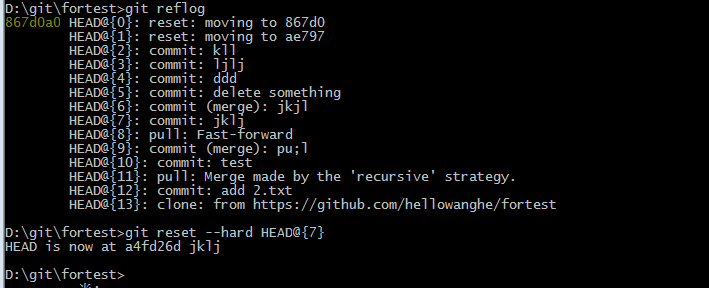 D:\git\fortest>git reflog
867d0a0 HEAD@{0}: reset: moving to 867d0
HEAD@{1}: reset: moving to ae797
HEAD@{2}: commit: kll
HEAD@{3}: commit: ljlj
HEAD@{4}: commit: ddd
HEAD@{5}: commit: delete something
HEAD@{6}: commit (merge): jkjl
HEAD@{7}: commit: jklj
HEAD@{8}: pull: Fast-forward
HEAD@{9}: commit (merge): pu;l
HEAD@{10}: commit: test
HEAD@{11}: pull: Merge made by the 'recursive' strategy.
HEAD@{12}: commit: add 2.txt
HEAD@{13}: clone: from https://github.com/hellowanghe/fortest
D:\git\fortest>git reset --hard HEAD@{7}
HEAD is now at a4fd26d jklj
D:\git\fortest>